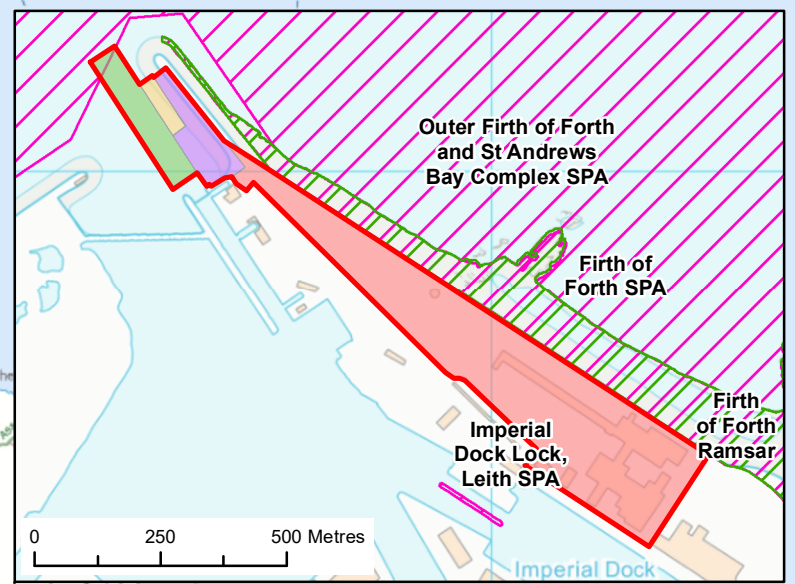 Outer Firth of Forth
and St Andrews
Bay Complex SPA
Firth of
Forth SPA
Firth
of Forth
Ramsar
Imperial
Dock Lock,
Leith SPA
0 250 500 Metres
Imperial Dock